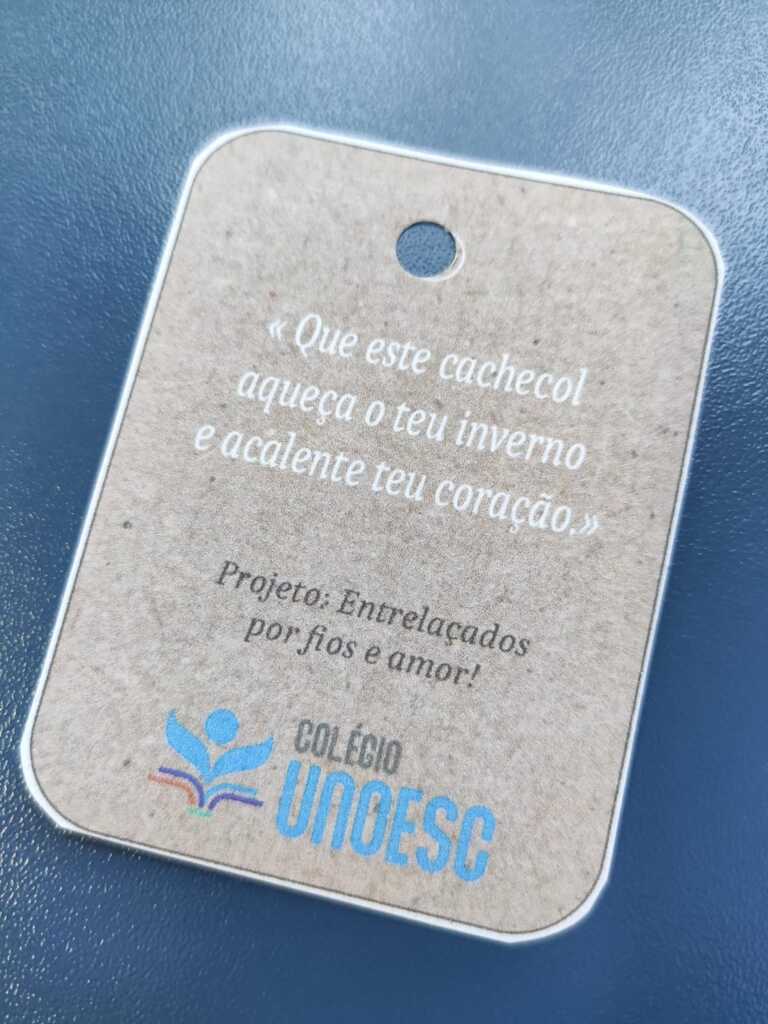 « Que este cachecol
aqueça o teu inverno
e acalente teu coração.»
Projeto: Entrelaçados
por fios e amor!
COLÉGIO
UNOESC